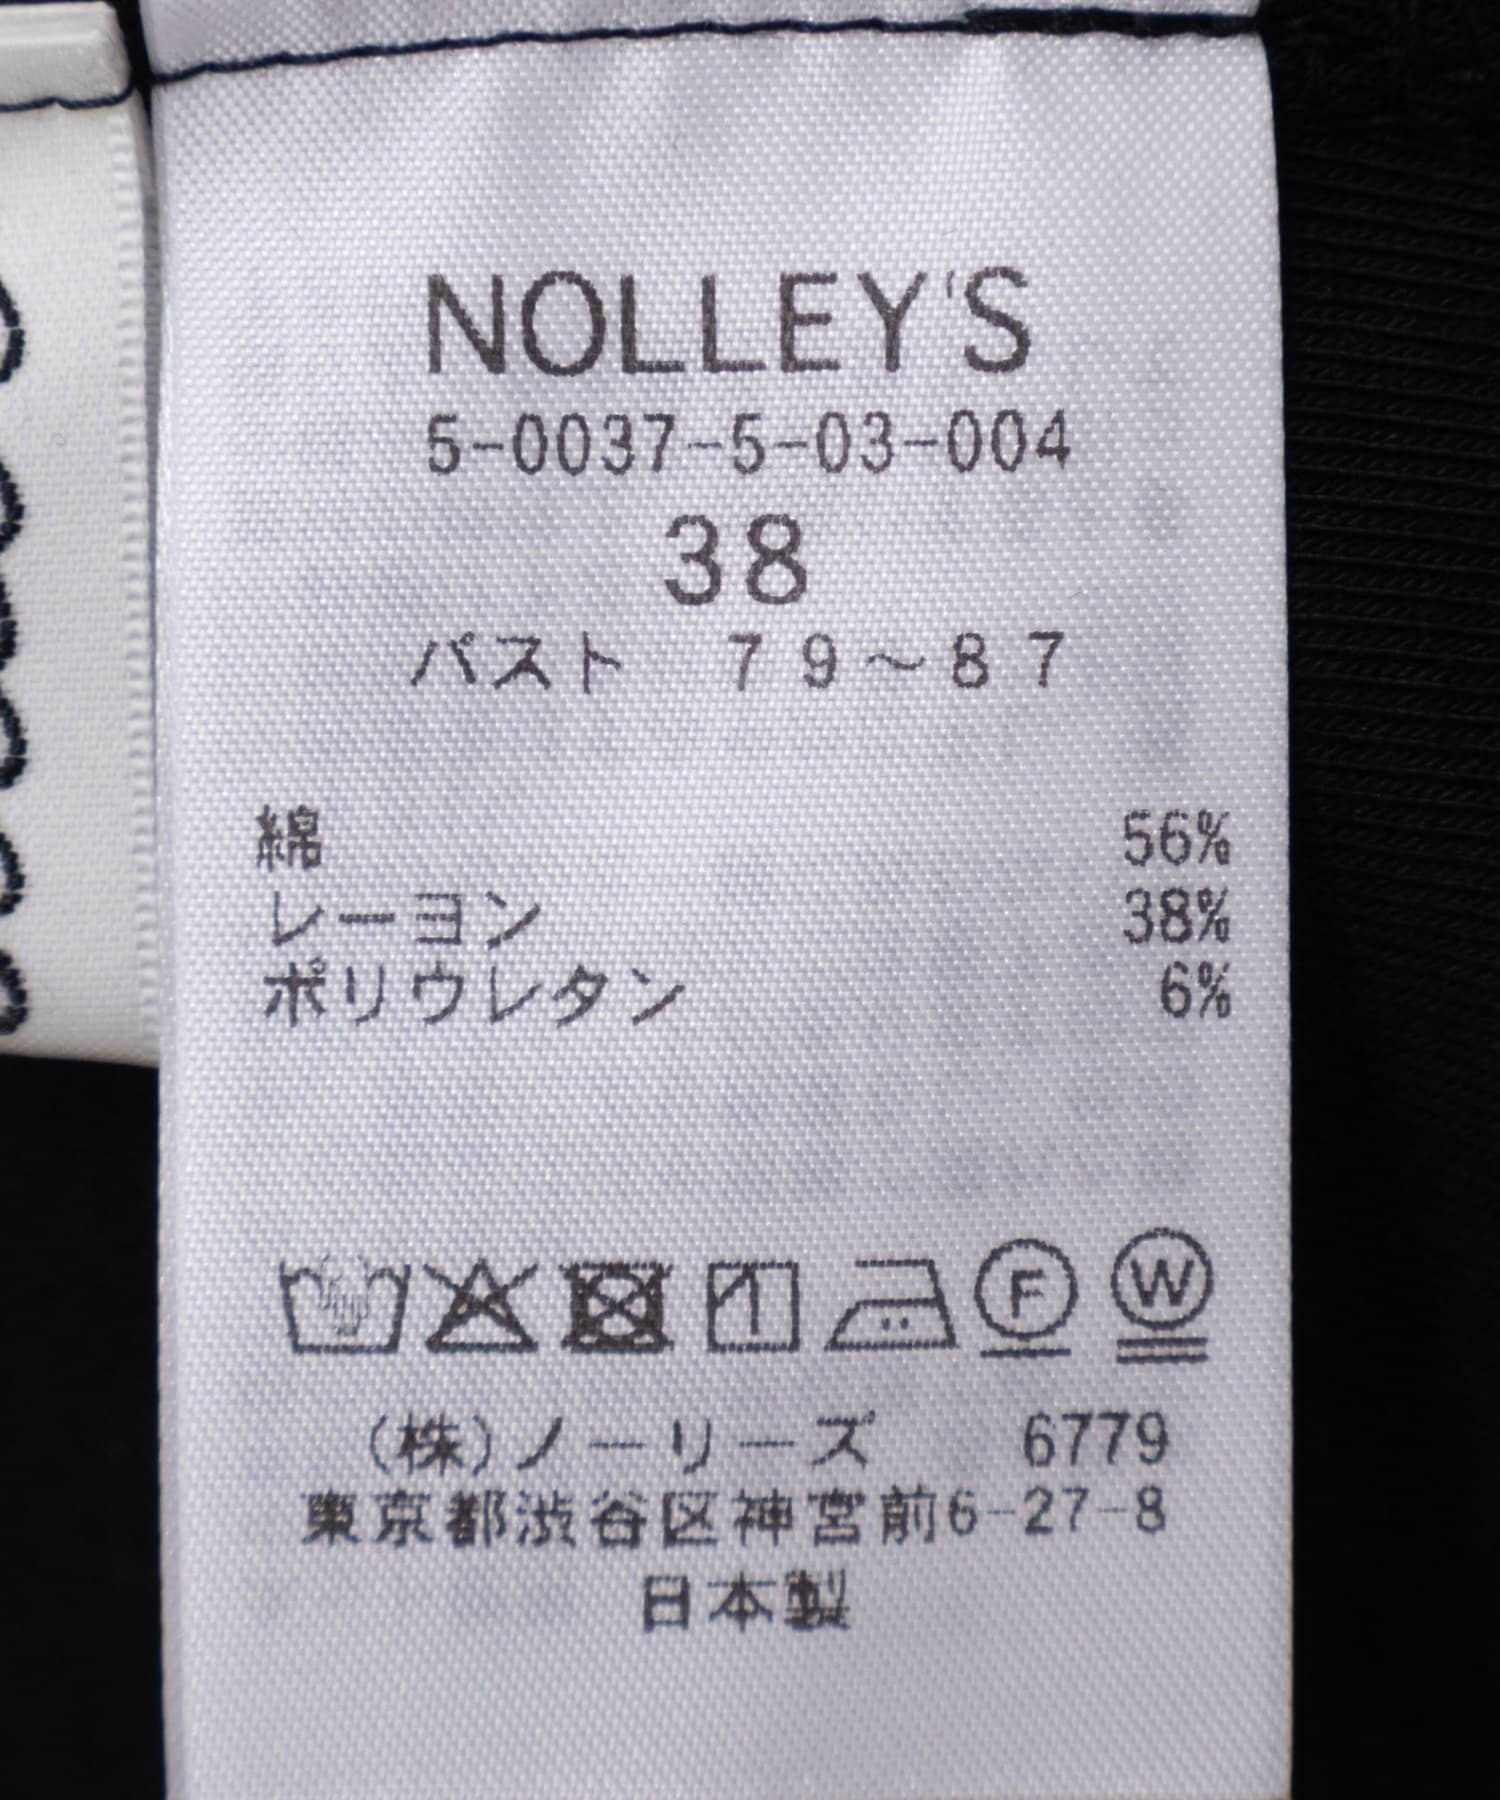 NOLLEY'S
5-0037-5-03-004
38
バスト 79～87
綿 56%
レーヨン 38%
ポリウレタン 6%
F W
(株)ノーリーズ 6779
東京都渋谷区神宮前6-27-8
日本製